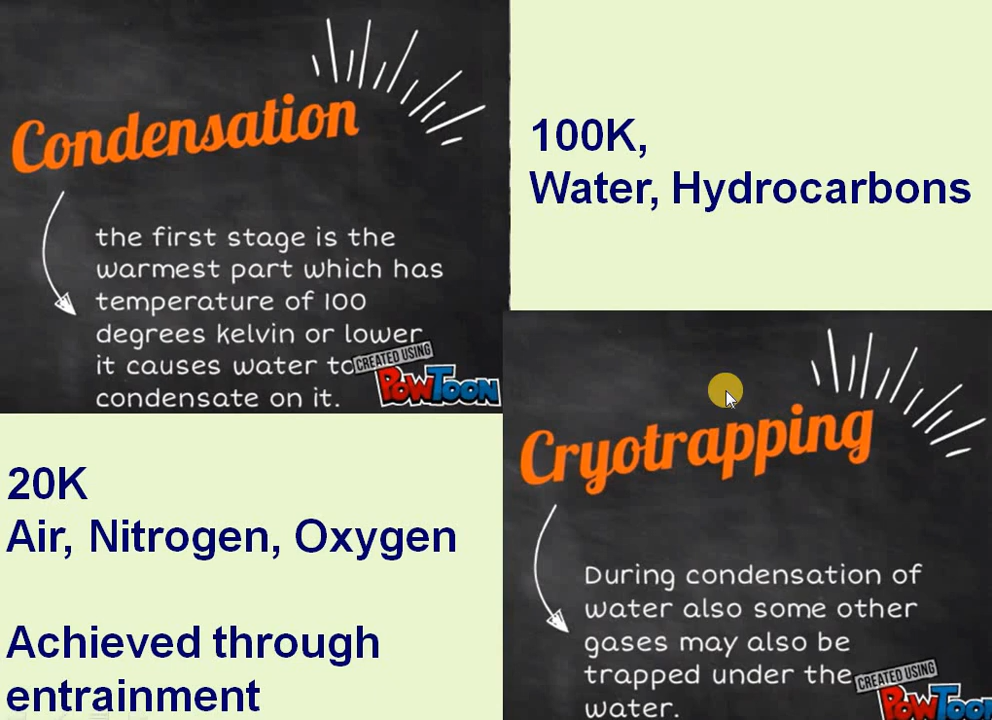 Condensation
the first stage is the
warmest part which has
temperature of 100
degrees kelvin or lower
it causes water to
condensate on it.
CREATED USING
POWTOON
100K,
Water, Hydrocarbons
20K
Air, Nitrogen, Oxygen
Achieved through
entrainment
Cryotrapping
During condensation of
water also some other
gases may also be
trapped under the
water.
CREATED USING
POWTOON